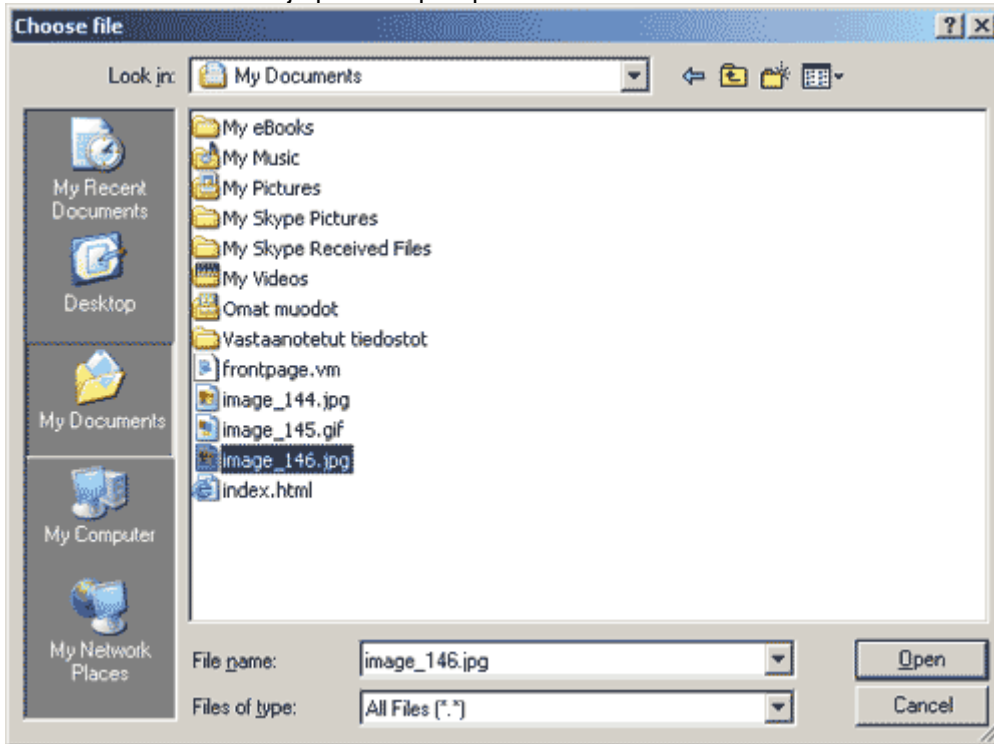 Choose file
Look in:
My Documents
My Recent
Documents
Desktop
My Documents
My Computer
My Network
Places
My eBooks
My Music
My Pictures
My Skype Pictures
My Skype Received Files
My Videos
Omat muodot
Vastaanotetut tiedostot
frontpage.vm
image_144.jpg
image_145.gif
image_146.jpg
index.html
File name:
image_146.jpg
Open
Files of type:
All Files (*.*)
Cancel